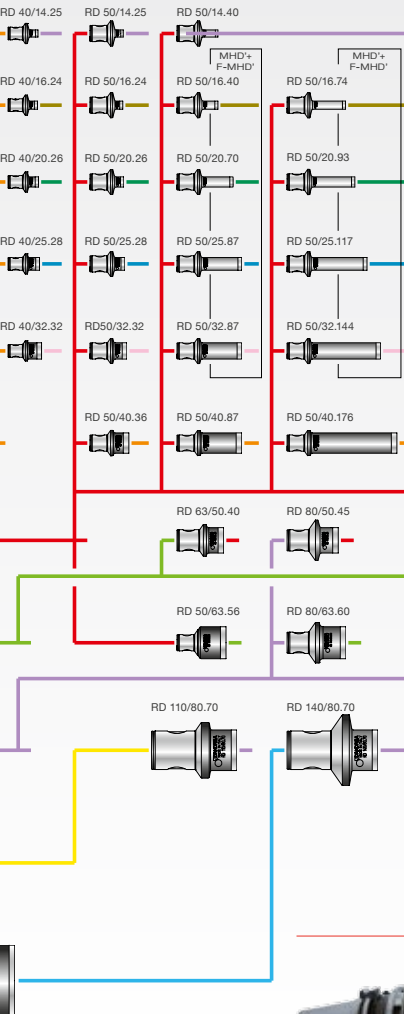 RD 40/14.25 RD 50/14.25 RD 50/14.40
MHD'+ MHD'+
F-MHD' F-MHD'
RD 40/16.24 RD 50/16.24 RD 50/16.40 RD 50/16.74
RD 40/20.26 RD 50/20.26 RD 50/20.70 RD 50/20.93
RD 40/25.28 RD 50/25.28 RD 50/25.87 RD 50/25.117
RD 40/32.32 RD50/32.32 RD 50/32.87 RD 50/32.144
RD 50/40.36 RD 50/40.87 RD 50/40.176
RD 63/50.40 RD 80/50.45
RD 50/63.56 RD 80/63.60
RD 110/80.70 RD 140/80.70